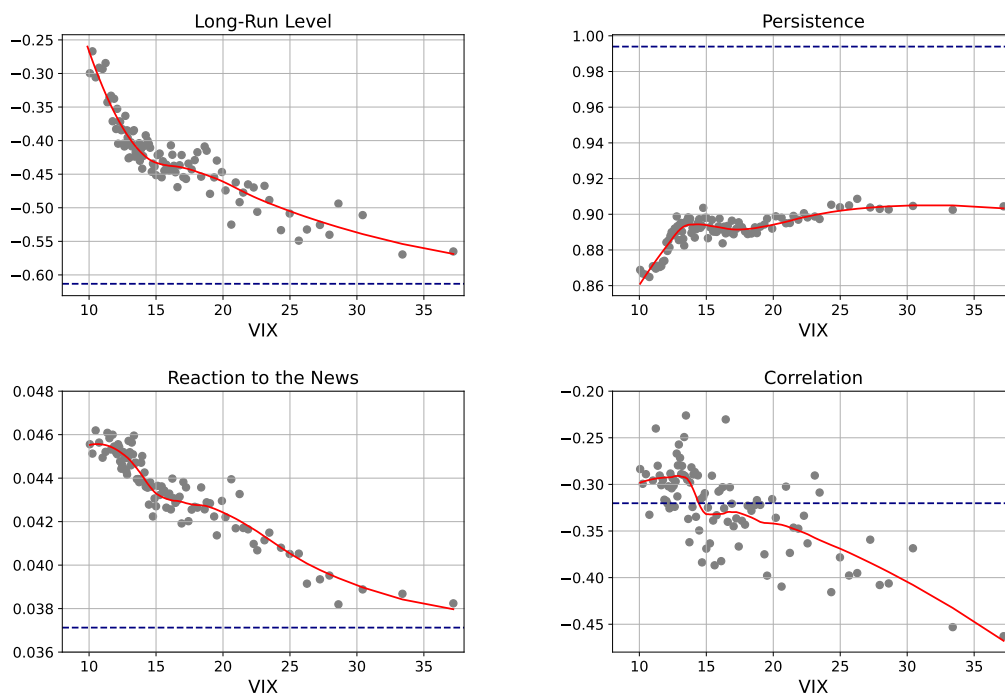 Long-Run Level
−0.25
−0.30
−0.35
−0.40
−0.45
−0.50
−0.55
−0.60
10 15 20 25 30 35
VIX
Persistence
1.00
0.98
0.96
0.94
0.92
0.90
0.88
0.86
10 15 20 25 30 35
VIX
Reaction to the News
0.048
0.046
0.044
0.042
0.040
0.038
0.036
10 15 20 25 30 35
VIX
Correlation
−0.20
−0.25
−0.30
−0.35
−0.40
−0.45
10 15 20 25 30 35
VIX